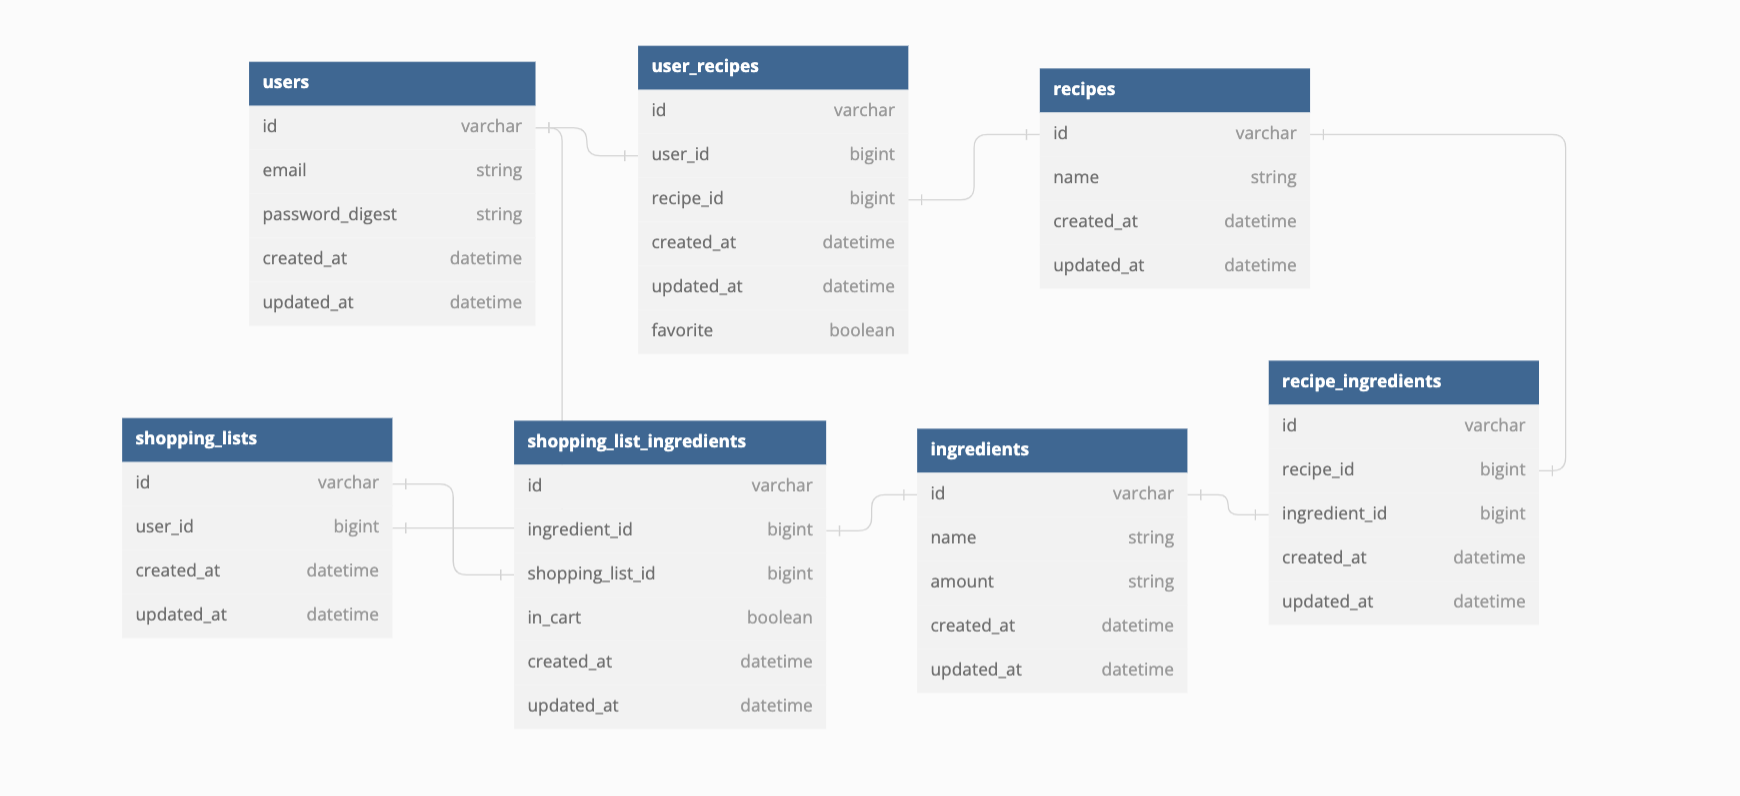 users
id varchar
email string
password_digest string
created_at datetime
updated_at datetime
user_recipes
id varchar
user_id bigint
recipe_id bigint
created_at datetime
updated_at datetime
favorite boolean
recipes
id varchar
name string
created_at datetime
updated_at datetime
shopping_lists
id varchar
user_id bigint
created_at datetime
updated_at datetime
shopping_list_ingredients
id varchar
ingredient_id bigint
shopping_list_id bigint
in_cart boolean
created_at datetime
updated_at datetime
ingredients
id varchar
name string
amount string
created_at datetime
updated_at datetime
recipe_ingredients
id varchar
recipe_id bigint
ingredient_id bigint
created_at datetime
updated_at datetime